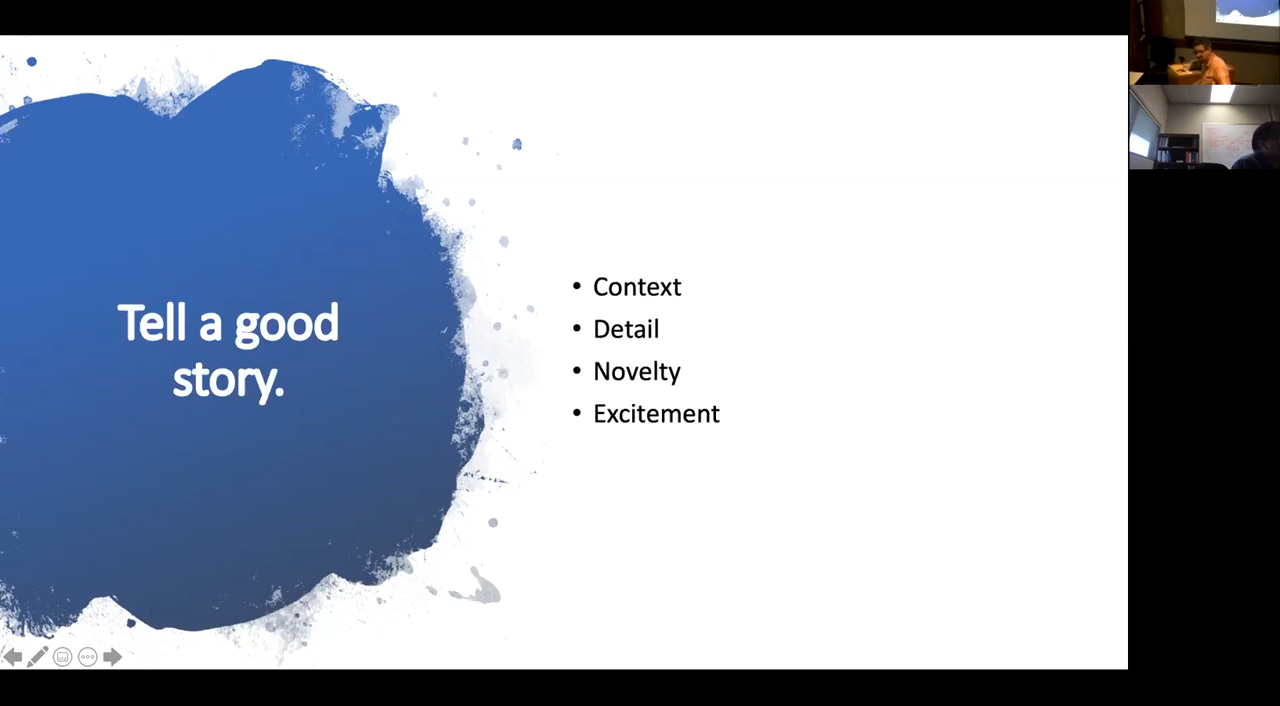 Tell a good
story.
• Context
• Detail
• Novelty
• Excitement